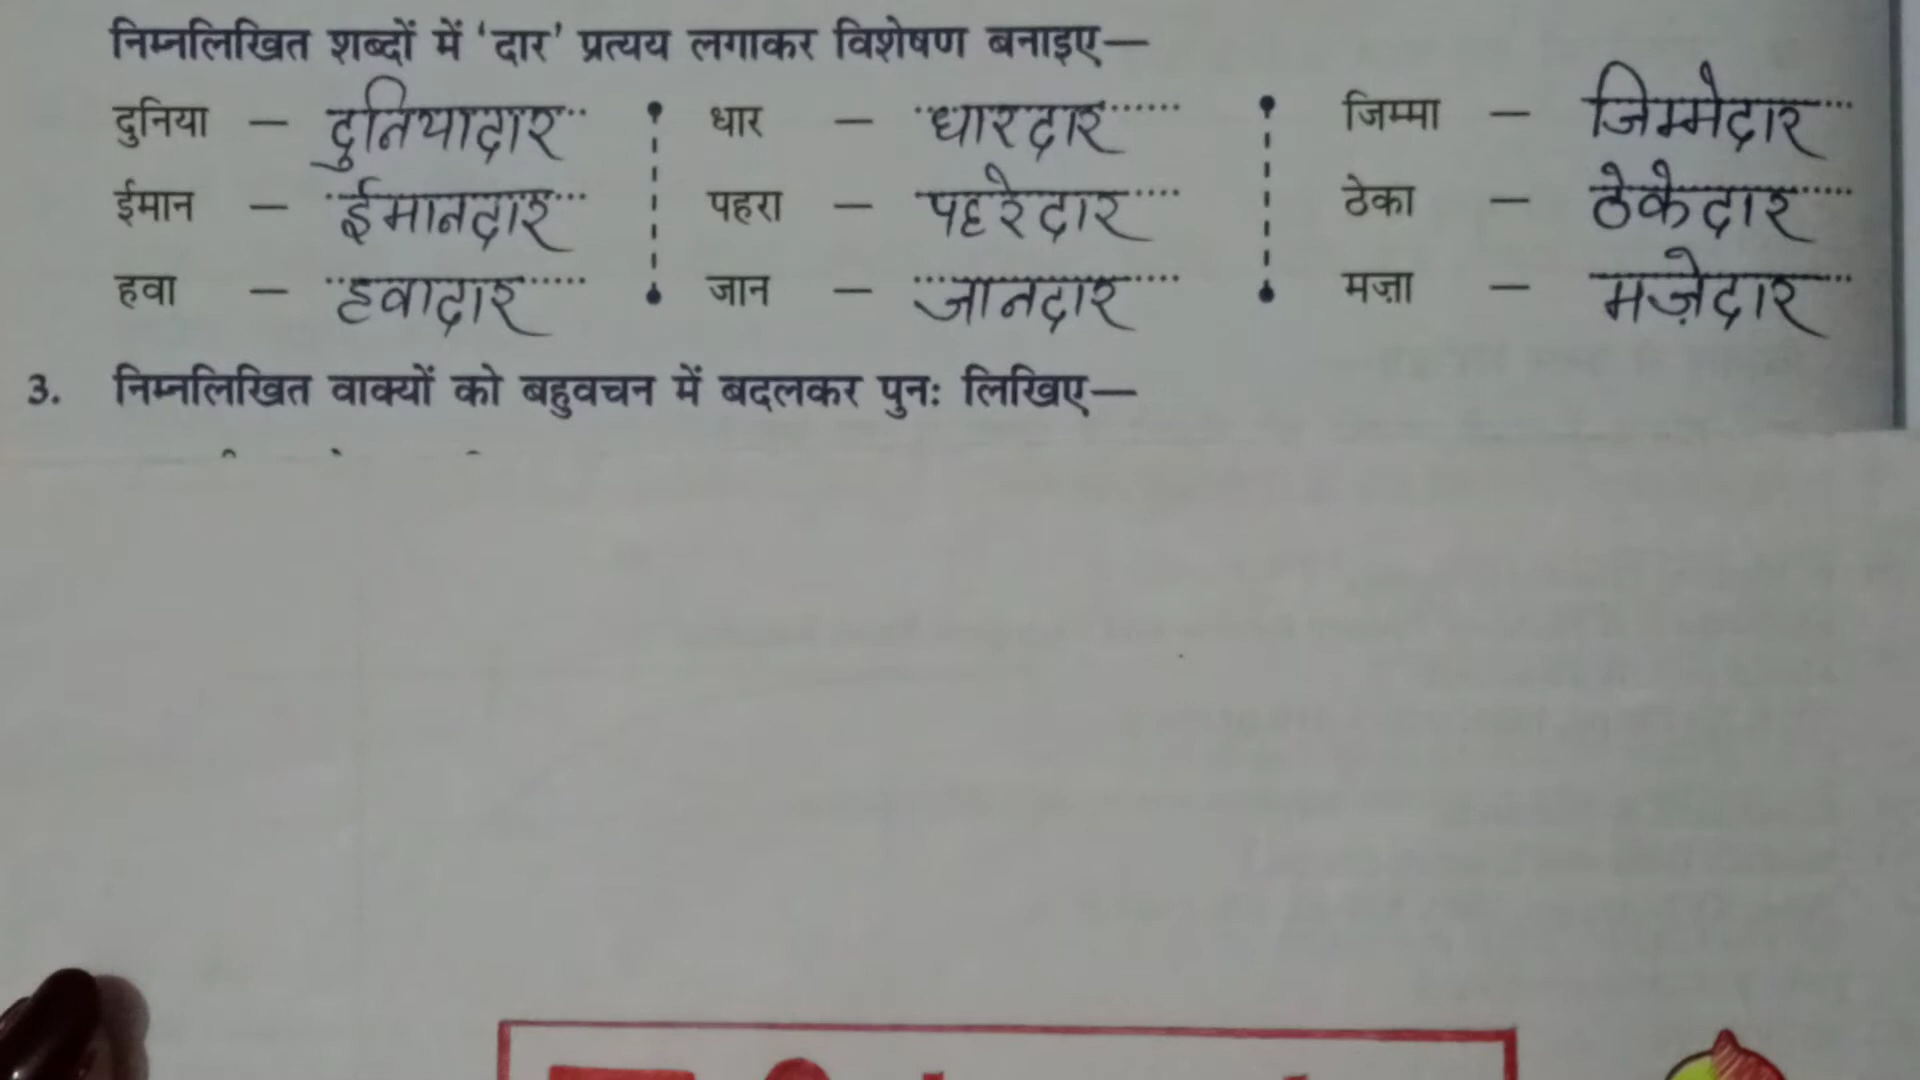 निम्नलिखित शब्दों में ‘दार’ प्रत्यय लगाकर विशेषण बनाइए—
दुनिया — दुनियादार धार — धारदार जिम्मा — जिम्मेदार
ईमान — ईमानदार पहरा — पहरेदार ठेका — ठेकेदार
हवा — हवादार जान — जानदार मज़ा — मज़ेदार
3. निम्नलिखित वाक्यों को बहुवचन में बदलकर पुनः लिखिए—